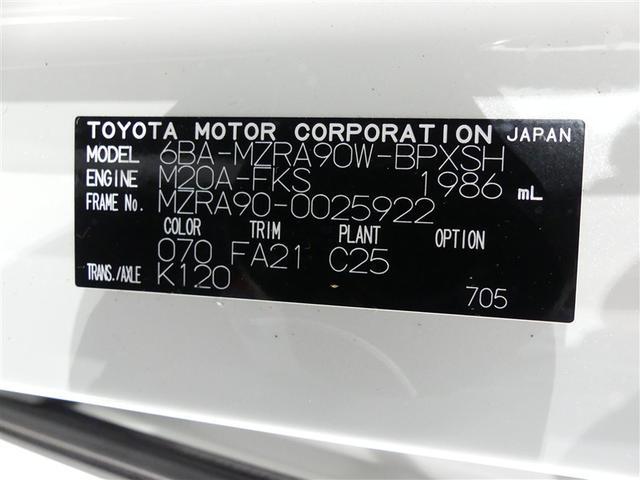 TOYOTA MOTOR CORPORATION JAPAN
MODEL 6BA-MZRA90W-BPXSH
ENGINE M20A-FKS 1986 mL
FRAME No. MZRA90-0025922
COLOR TRIM PLANT OPTION
070 FA21 C25
TRANS./AXLE K120
705